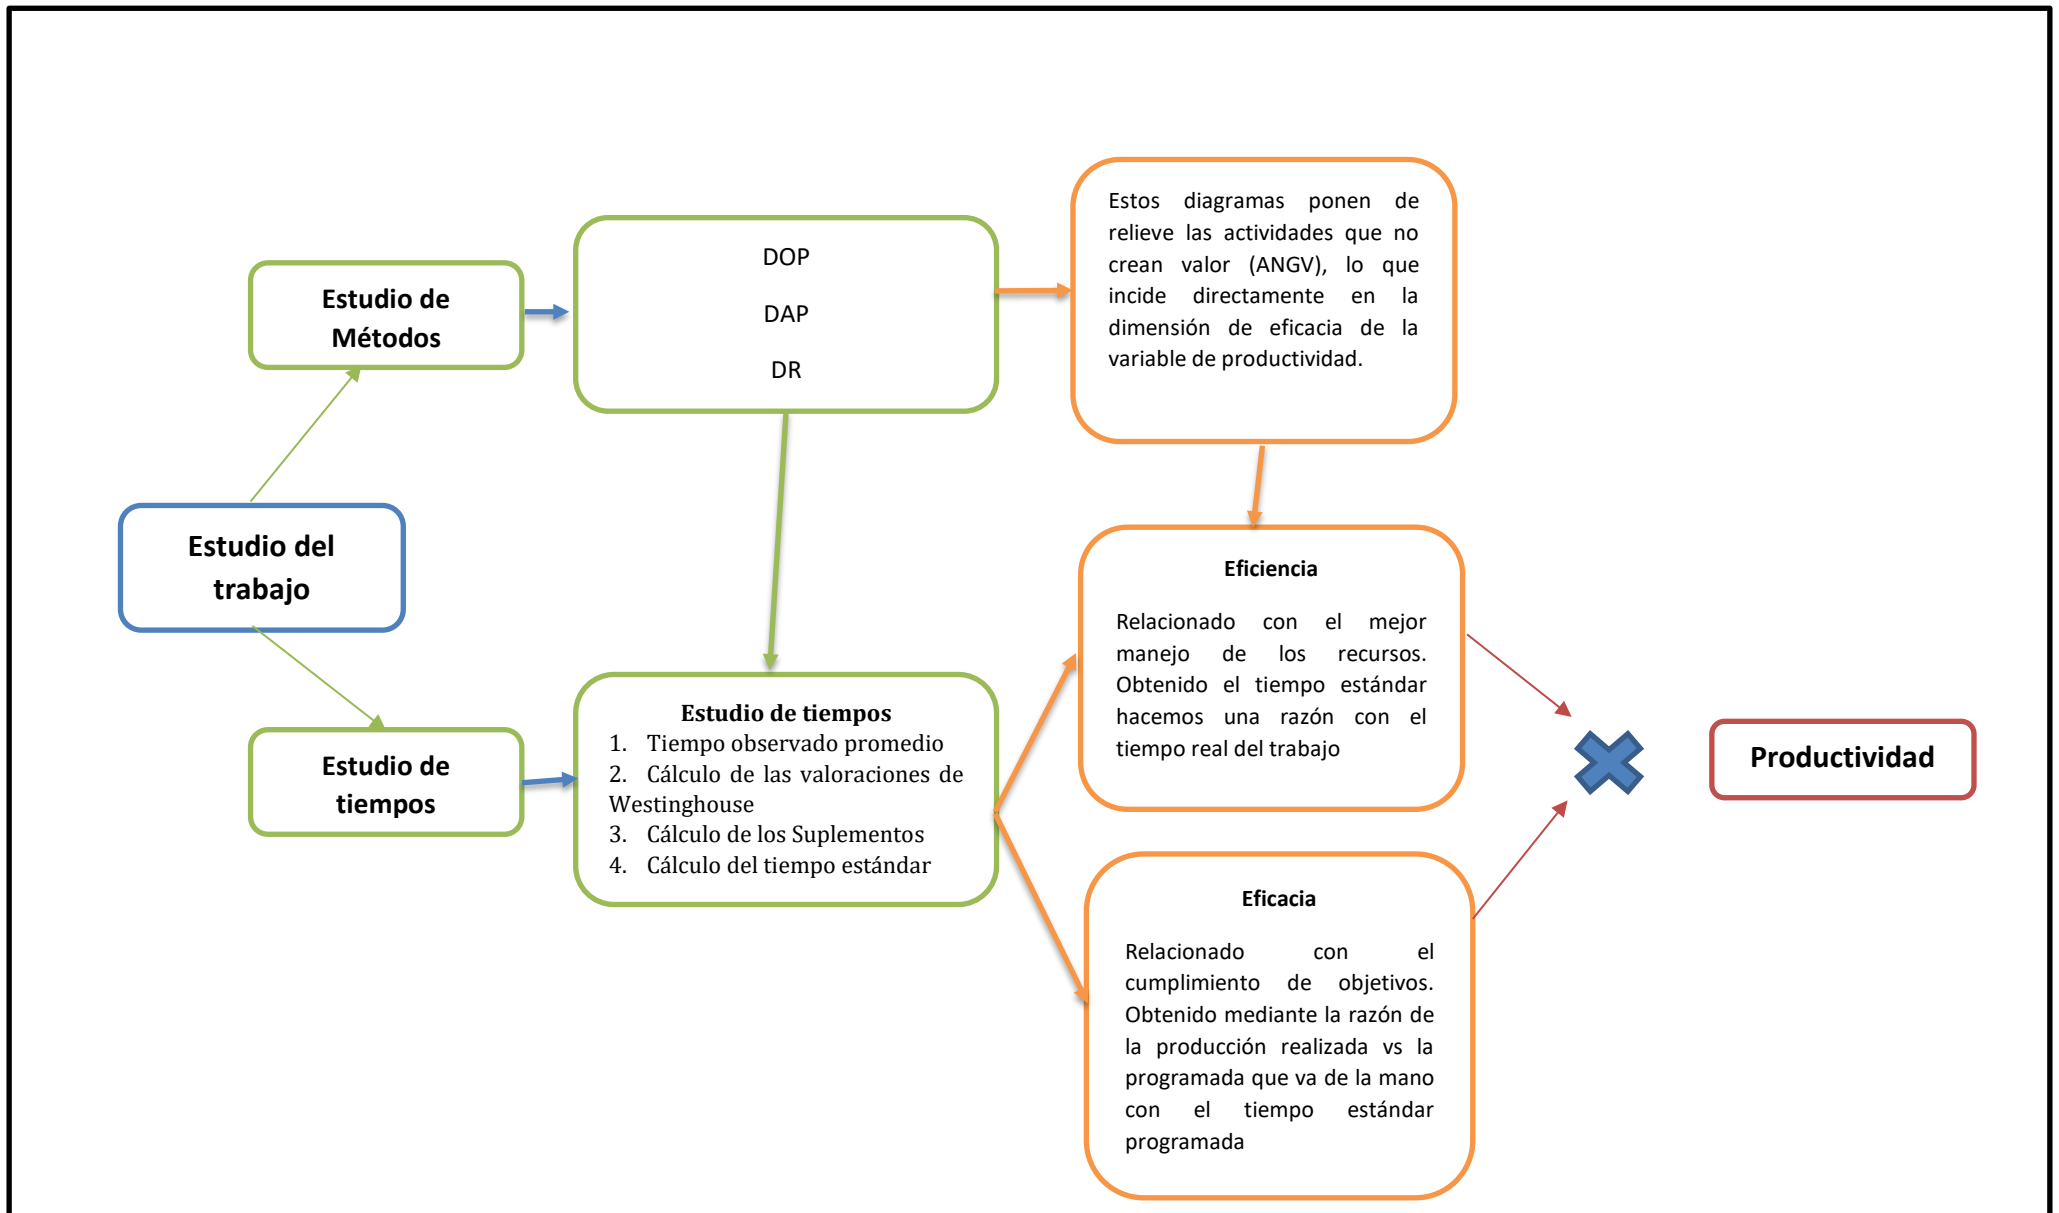 Estudio de
Métodos
DOP
DAP
DR
Estos diagramas ponen de
relieve las actividades que no
crean valor (ANGV), lo que
incide directamente en la
dimensión de eficacia de la
variable de productividad.
Estudio del
trabajo
Estudio de
tiempos
Estudio de tiempos
1. Tiempo observado promedio
2. Cálculo de las valoraciones de
Westinghouse
3. Cálculo de los Suplementos
4. Cálculo del tiempo estándar
Eficiencia
Relacionado con el mejor
manejo de los recursos.
Obtenido el tiempo estándar
hacemos una razón con el
tiempo real del trabajo
Eficacia
Relacionado con el
cumplimiento de objetivos.
Obtenido mediante la razón de
la producción realizada vs la
programada que va de la mano
con el tiempo estándar
programada
Productividad